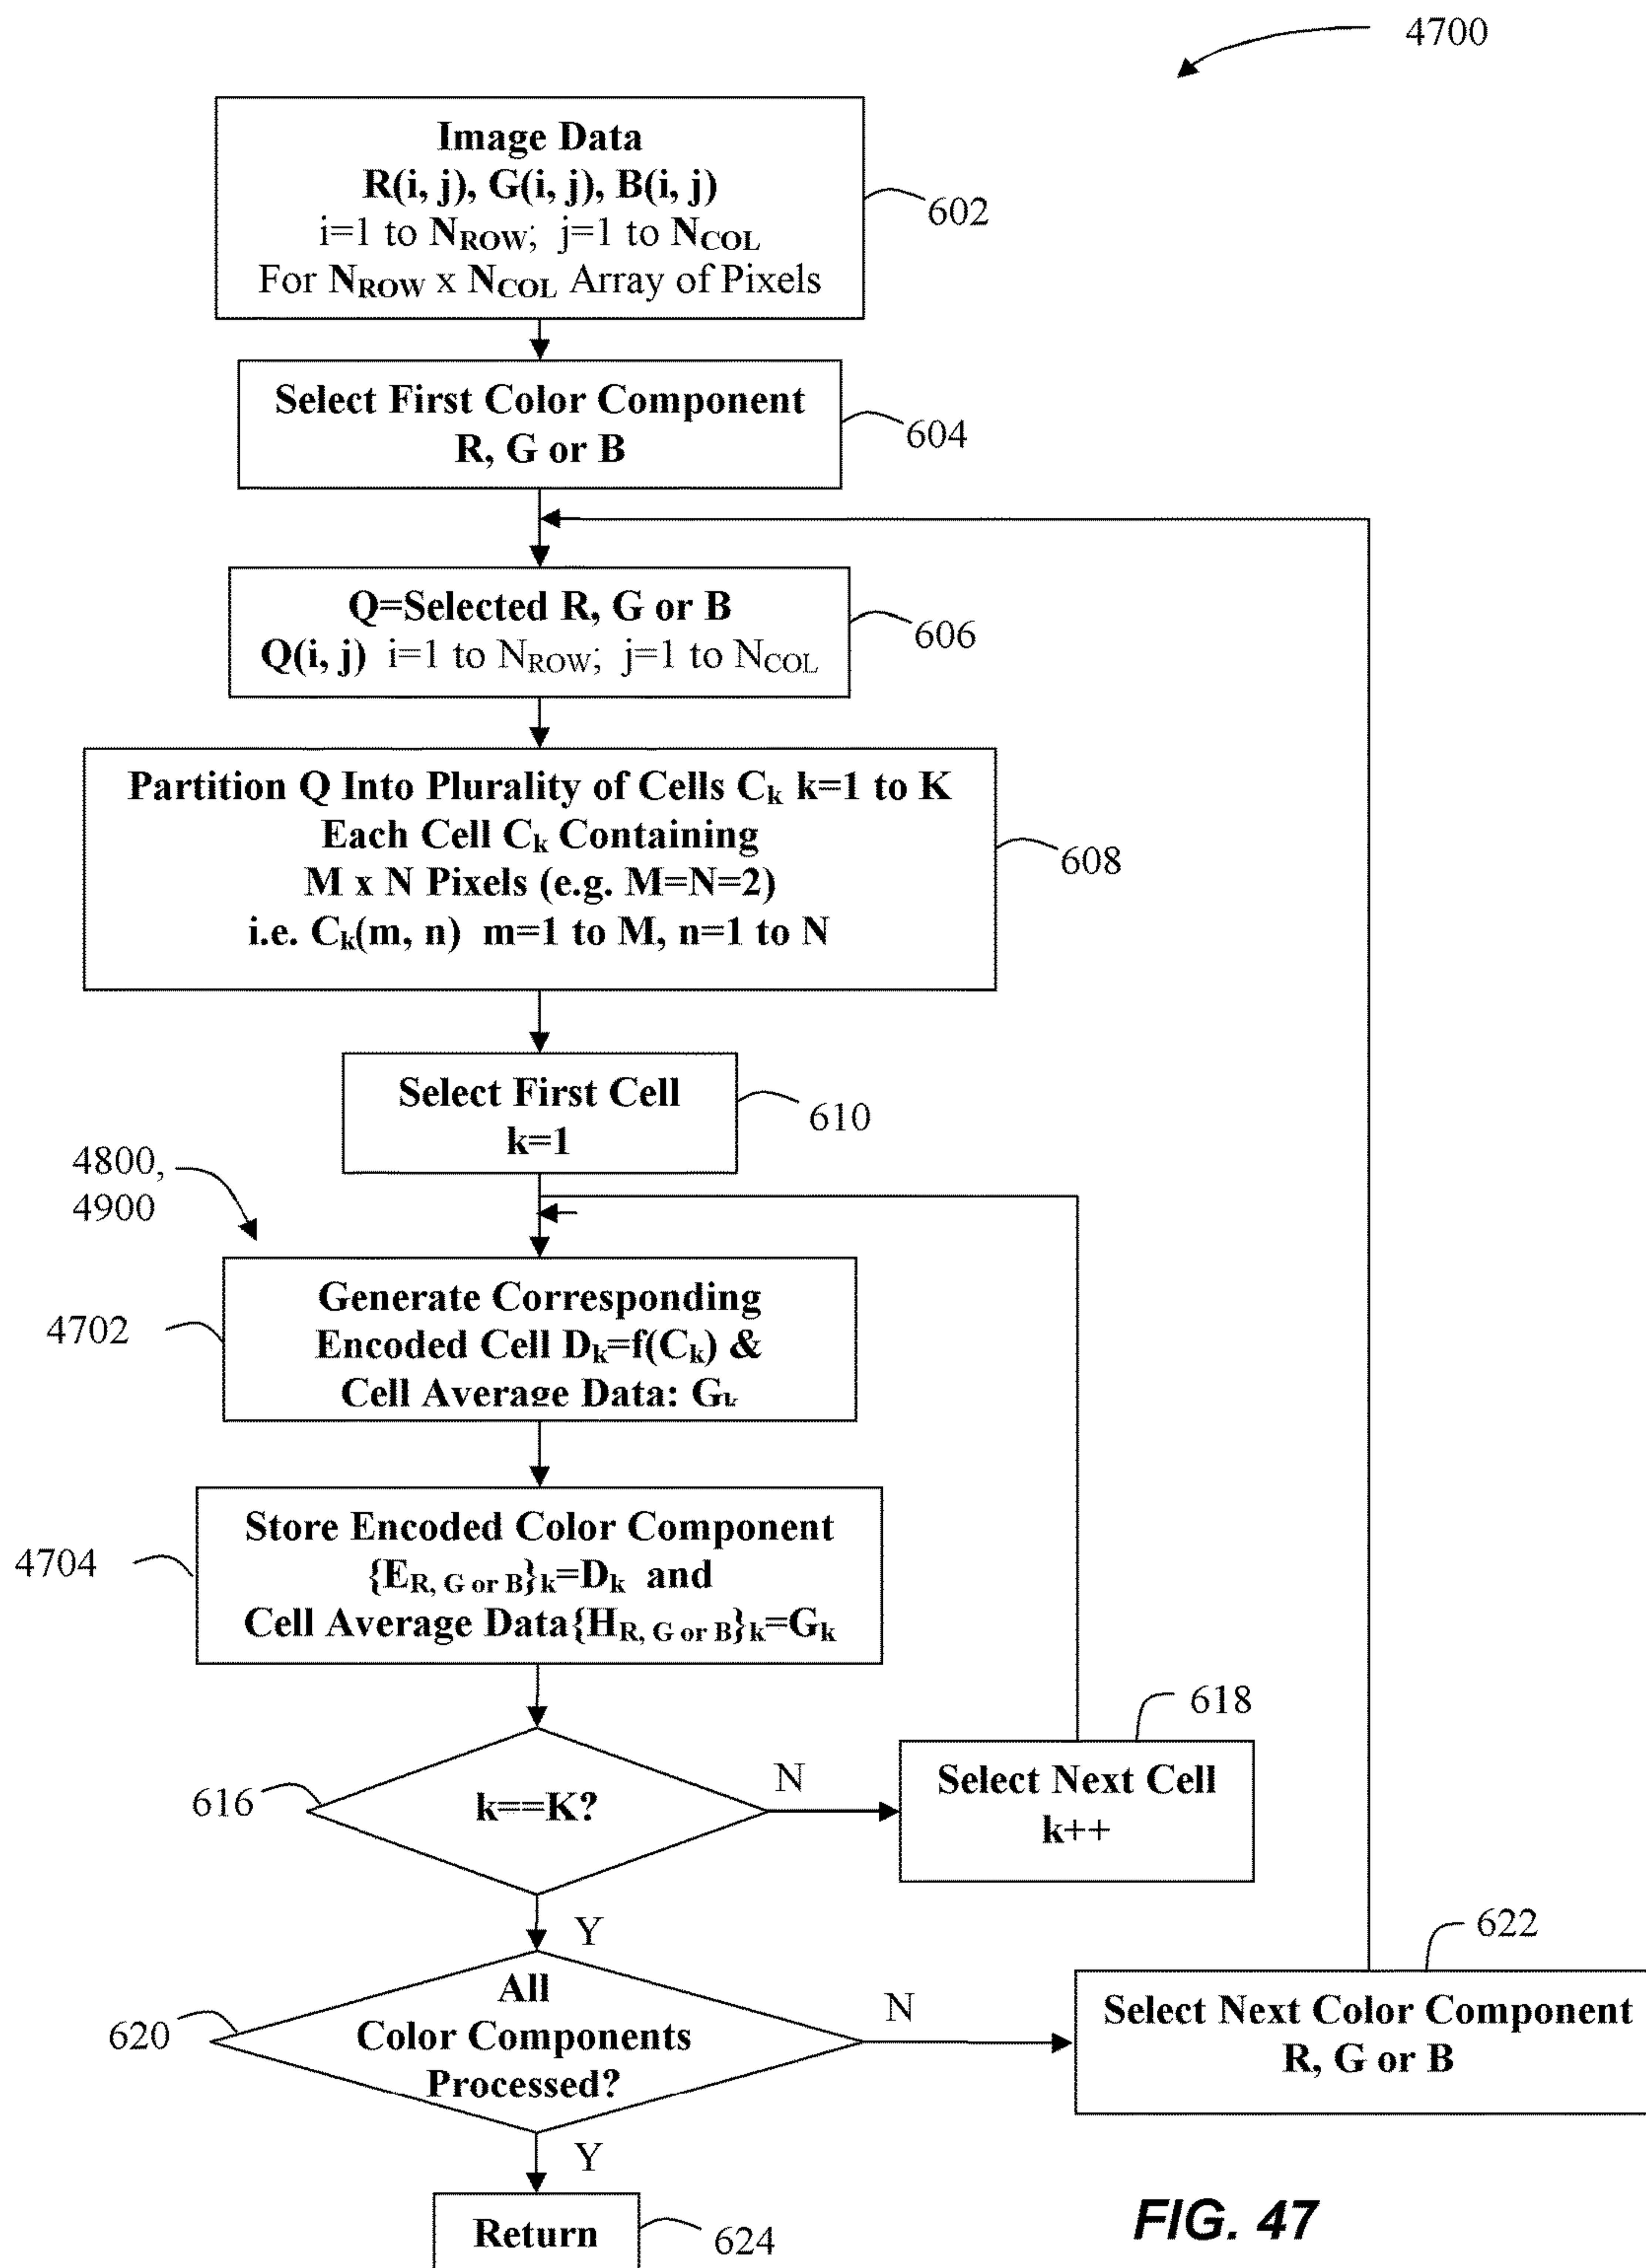 4700
Image Data
R(i, j), G(i, j), B(i, j)
i=1 to NROW; j=1 to NCOL
For NROW x NCOL Array of Pixels
602
Select First Color Component
R, G or B
604
Q=Selected R, G or B
Q(i, j) i=1 to NROW; j=1 to NCOL
606
Partition Q Into Plurality of Cells Ck k=1 to K
Each Cell Ck Containing
M x N Pixels (e.g. M=N=2)
i.e. Ck(m, n) m=1 to M, n=1 to N
608
Select First Cell
k=1
610
4800,
4900
Generate Corresponding
Encoded Cell Dk=f(Ck) &
Cell Average Data: Gk
4702
Store Encoded Color Component
{ER, G or B}k=Dk and
Cell Average Data{HR, G or B}k=Gk
4704
k==K?
616
N
Select Next Cell
k++
618
Y
All
Color Components
Processed?
620
N
Select Next Color Component
R, G or B
622
Y
Return
624
FIG. 47